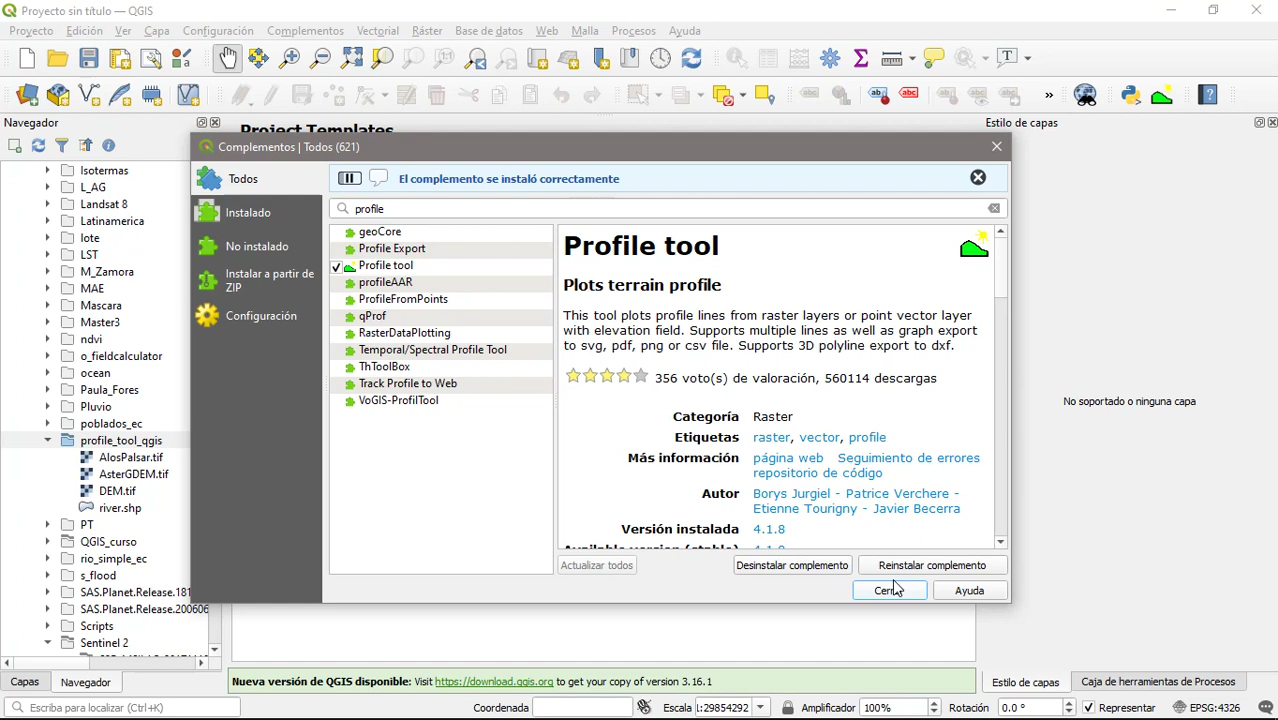 Proyecto sin título — QGIS
Proyecto Edición Ver Capa Configuración Complementos Vectorial Ráster Base de datos Web Malla Procesos Ayuda
Navegador
Project Templates
Estilo de capas
Complementos | Todos (621)
Isotermas
L_AG
Landsat 8
Latinamerica
lote
LST
M_Zamora
MAE
Mascara
Master3
ndvi
o_fieldcalculator
ocean
Paula_Fores
Pluvio
poblados_ec
profile_tool_qgis
AlosPalsar.tif
AsterGDEM.tif
DEM.tif
river.shp
PT
QGIS_curso
rio_simple_ec
s_flood
SAS.Planet.Release.181
SAS.Planet.Release.200606
Scripts
Sentinel 2
Todos
Instalado
No instalado
Instalar a partir de
ZIP
Configuración
El complemento se instaló correctamente
profile
geoCore
Profile Export
Profile tool
profileAAR
ProfileFromPoints
qProf
RasterDataPlotting
Temporal/Spectral Profile Tool
ThToolBox
Track Profile to Web
VoGIS-ProfilTool
Profile tool
Plots terrain profile
This tool plots profile lines from raster layers or point vector layer
with elevation field. Supports multiple lines as well as graph export
to svg, pdf, png or csv file. Supports 3D polyline export to dxf.
356 voto(s) de valoración, 560114 descargas
Categoría Raster
Etiquetas raster, vector, profile
Más información página web Seguimiento de errores
repositorio de código
Autor Borys Jurgiel - Patrice Verchere -
Etienne Tourigny - Javier Becerra
Versión instalada 4.1.8
Actualizar todos Desinstalar complemento Reinstalar complemento
Ayuda
No soportado o ninguna capa
Capas Navegador
Nueva versión de QGIS disponible: Visit https://download.qgis.org to get your copy of version 3.16.1
Estilo de capas Caja de herramientas de Procesos
Escriba para localizar (Ctrl+K) Coordenada Escala 1:29854292 Amplificador 100% Rotación 0.0 ° Representar EPSG:4326